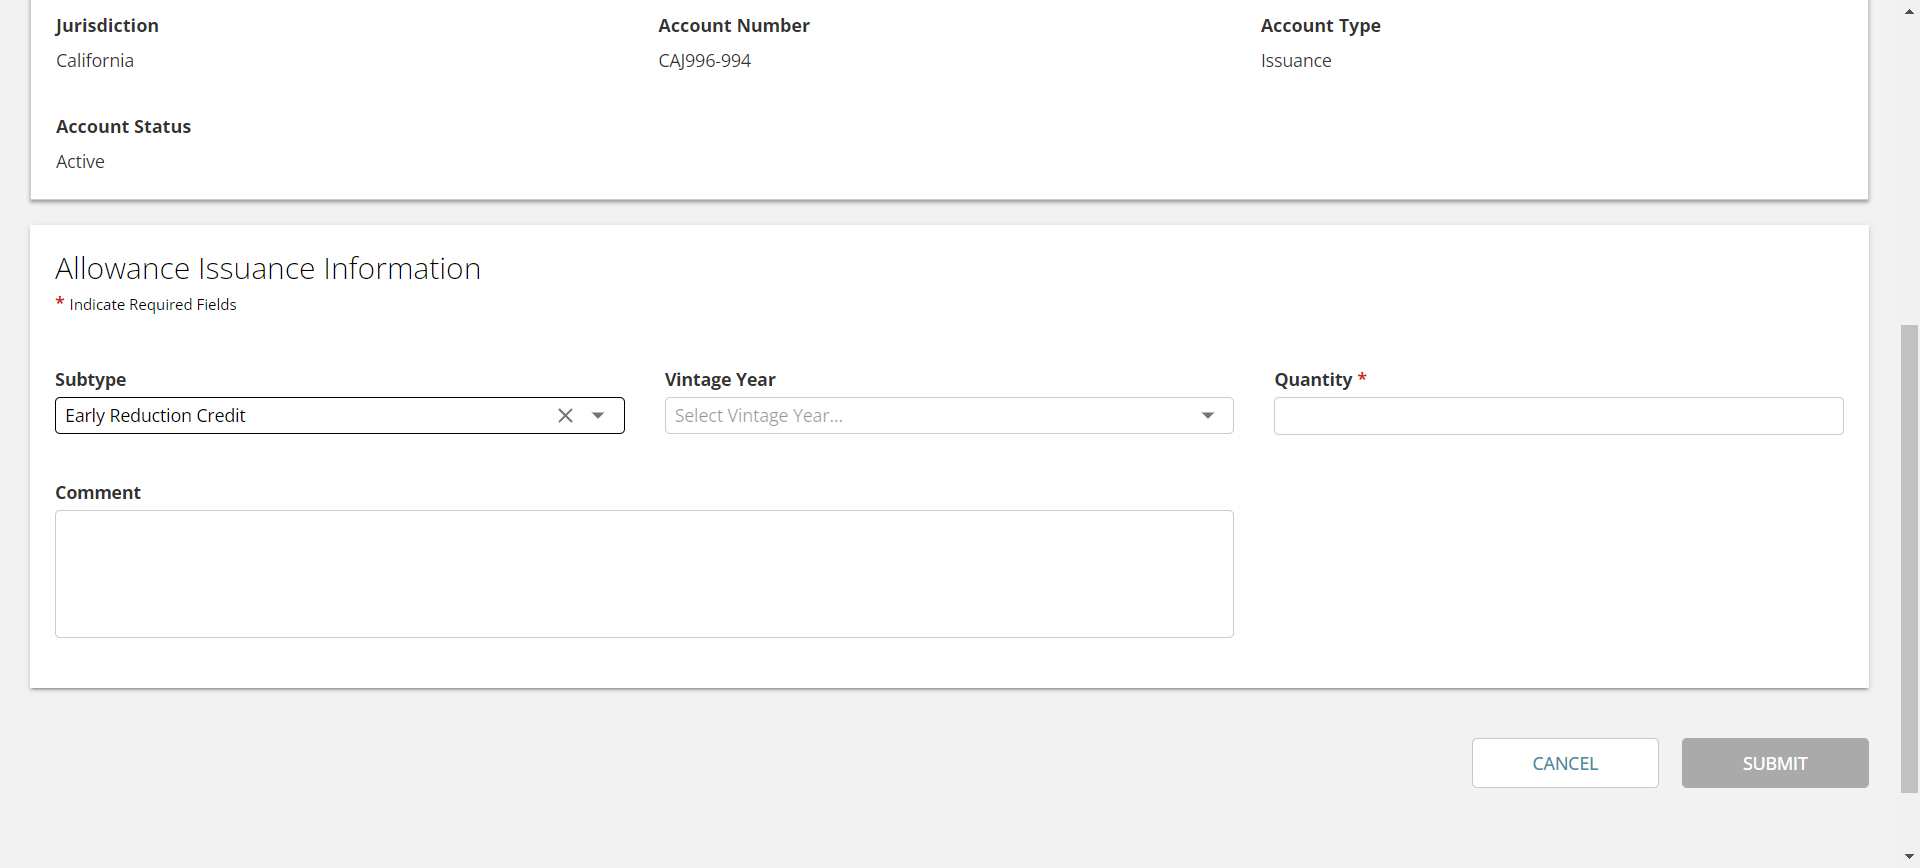 Jurisdiction
California
Account Number
CAJ996-994
Account Type
Issuance
Account Status
Active
Allowance Issuance Information
* Indicate Required Fields
Subtype
Early Reduction Credit
Vintage Year
Select Vintage Year...
Quantity *
Comment
CANCEL
SUBMIT